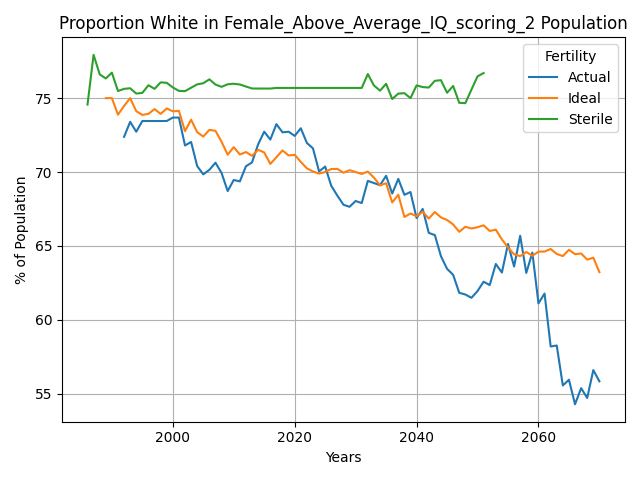 Proportion White in Female_Above_Average_IQ_scoring_2 Population
Fertility
Actual
Ideal
Sterile
% of Population
75
70
65
60
55
2000
2020
2040
2060
Years